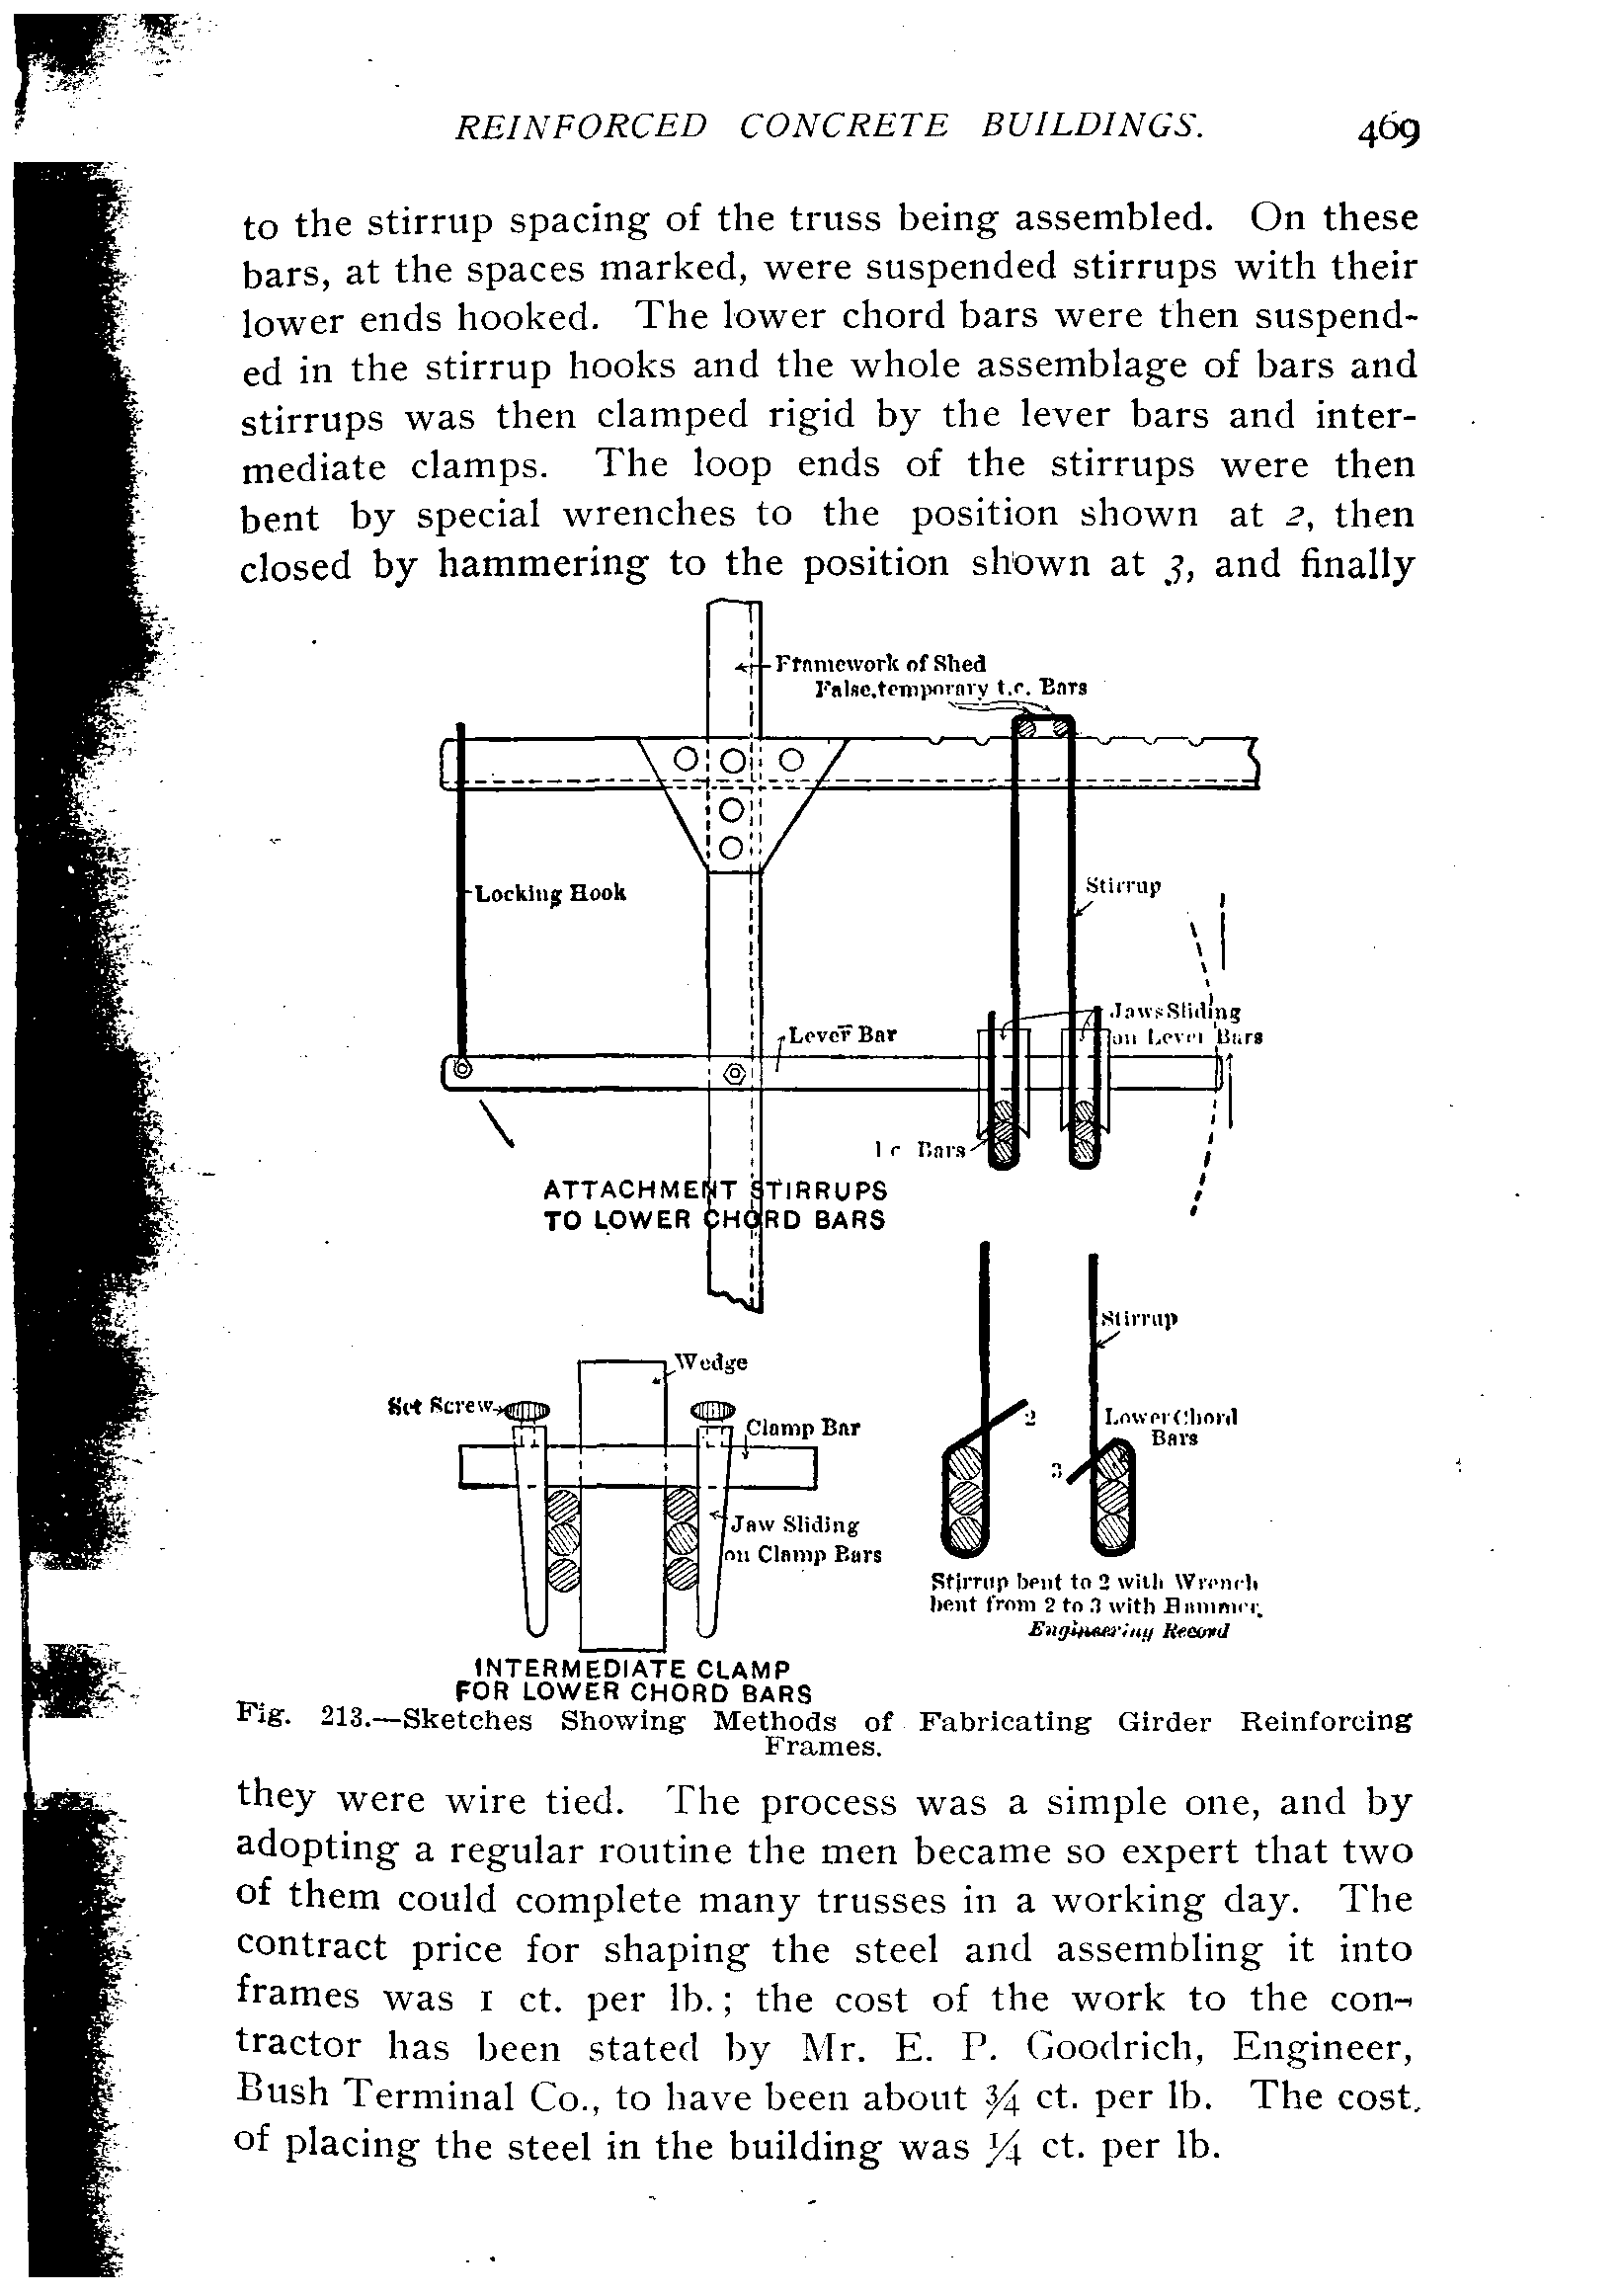 REINFORCED CONCRETE BUILDINGS. 469
to the stirrup spacing of the truss being assembled. On these
bars, at the spaces marked, were suspended stirrups with their
lower ends hooked. The lower chord bars were then suspend-
ed in the stirrup hooks and the whole assemblage of bars and
stirrups was then clamped rigid by the lever bars and inter-
mediate clamps. The loop ends of the stirrups were then
bent by special wrenches to the position shown at 2, then
closed by hammering to the position shown at 3, and finally
Framework of Shed
False, temporary t.c. Bars
Locking Hook
Stirrup
Jaws Sliding
on Lever Bars
Lever Bar
l c Bars
ATTACHMENT STIRRUPS
TO LOWER CHORD BARS
Stirrup
Wedge
Set Screw
Clamp Bar
2
Lower Chord
Bars
3
Jaw Sliding
on Clamp Bars
Stirrup bent to 2 with Wrench
bent from 2 to 3 with Hammer.
Engineering Record
INTERMEDIATE CLAMP
FOR LOWER CHORD BARS
Fig. 213.—Sketches Showing Methods of Fabricating Girder Reinforcing
Frames.
they were wire tied. The process was a simple one, and by
adopting a regular routine the men became so expert that two
of them could complete many trusses in a working day. The
contract price for shaping the steel and assembling it into
frames was 1 ct. per lb.; the cost of the work to the con-
tractor has been stated by Mr. E. P. Goodrich, Engineer,
Bush Terminal Co., to have been about ¾ ct. per lb. The cost
of placing the steel in the building was ¼ ct. per lb.